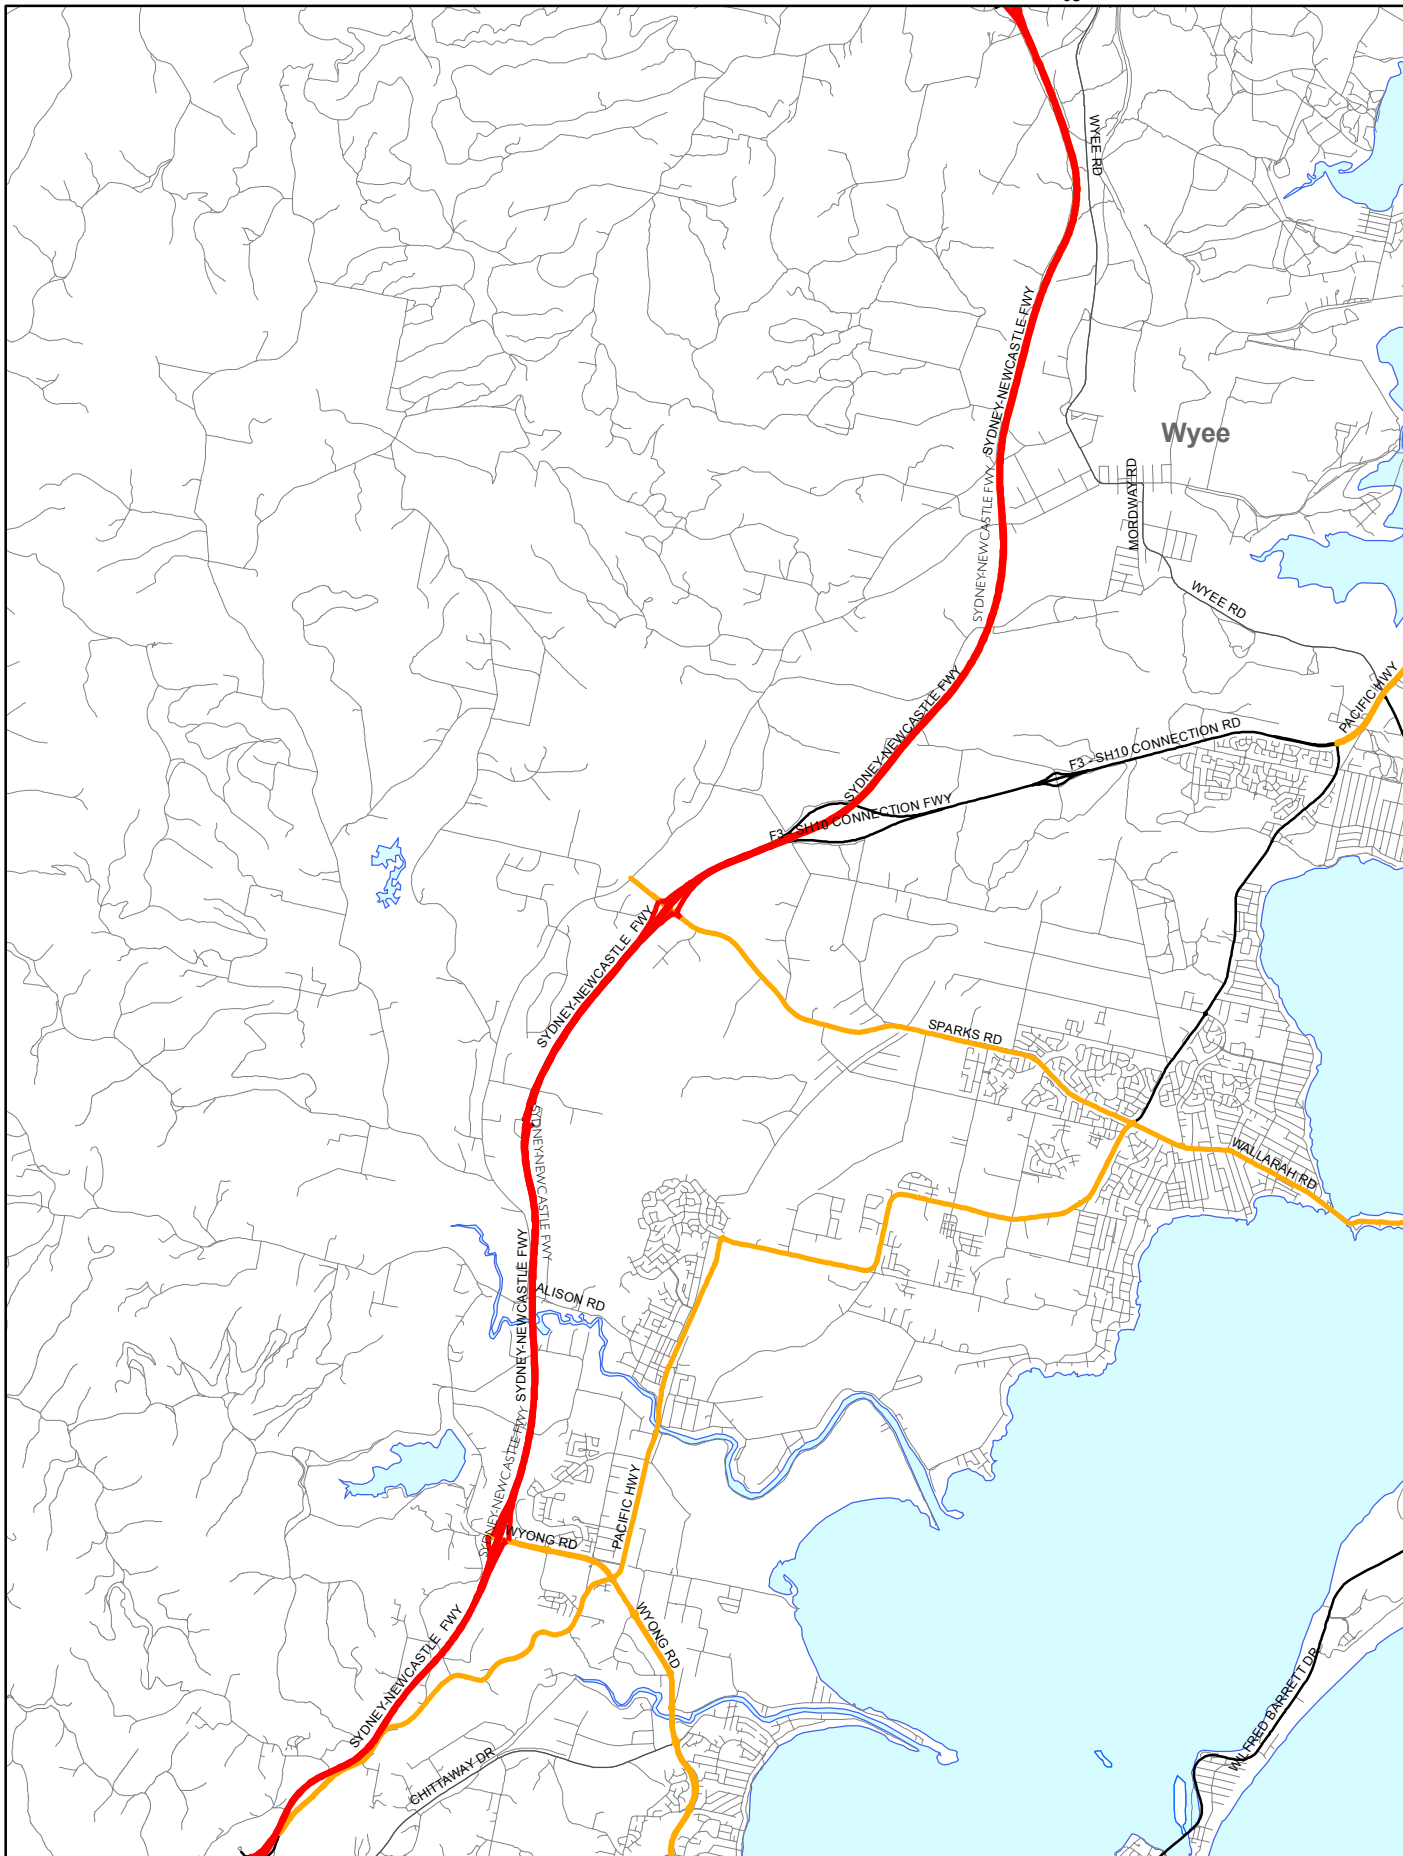 WYEE RD
SYDNEY-NEWCASTLE FWY
Wyee
MORDWAY RD
SYDNEY-NEWCASTLE FWY
WYEE RD
PACIFIC HWY
SYDNEY-NEWCASTLE FWY
F3 - SH10 CONNECTION RD
F3 - SH10 CONNECTION FWY
SYDNEY-NEWCASTLE FWY
SPARKS RD
SYDNEY-NEWCASTLE FWY
WALLARAH RD
SYDNEY-NEWCASTLE FWY
ALISON RD
SYDNEY-NEWCASTLE FWY
PACIFIC HWY
WYONG RD
WYONG RD
SYDNEY-NEWCASTLE FWY
WILFRED BARRETT DR
CHITTAWAY DR